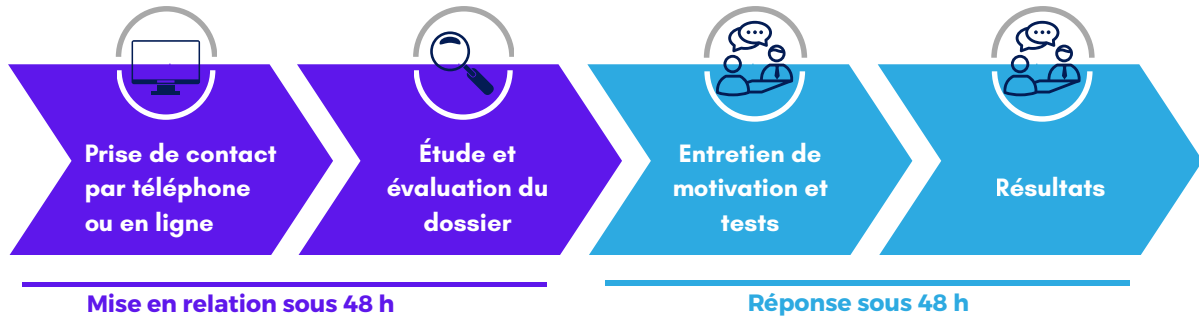 Prise de contact
par téléphone
ou en ligne
Étude et
évaluation du
dossier
Entretien de
motivation et
tests
Résultats
Mise en relation sous 48 h
Réponse sous 48 h